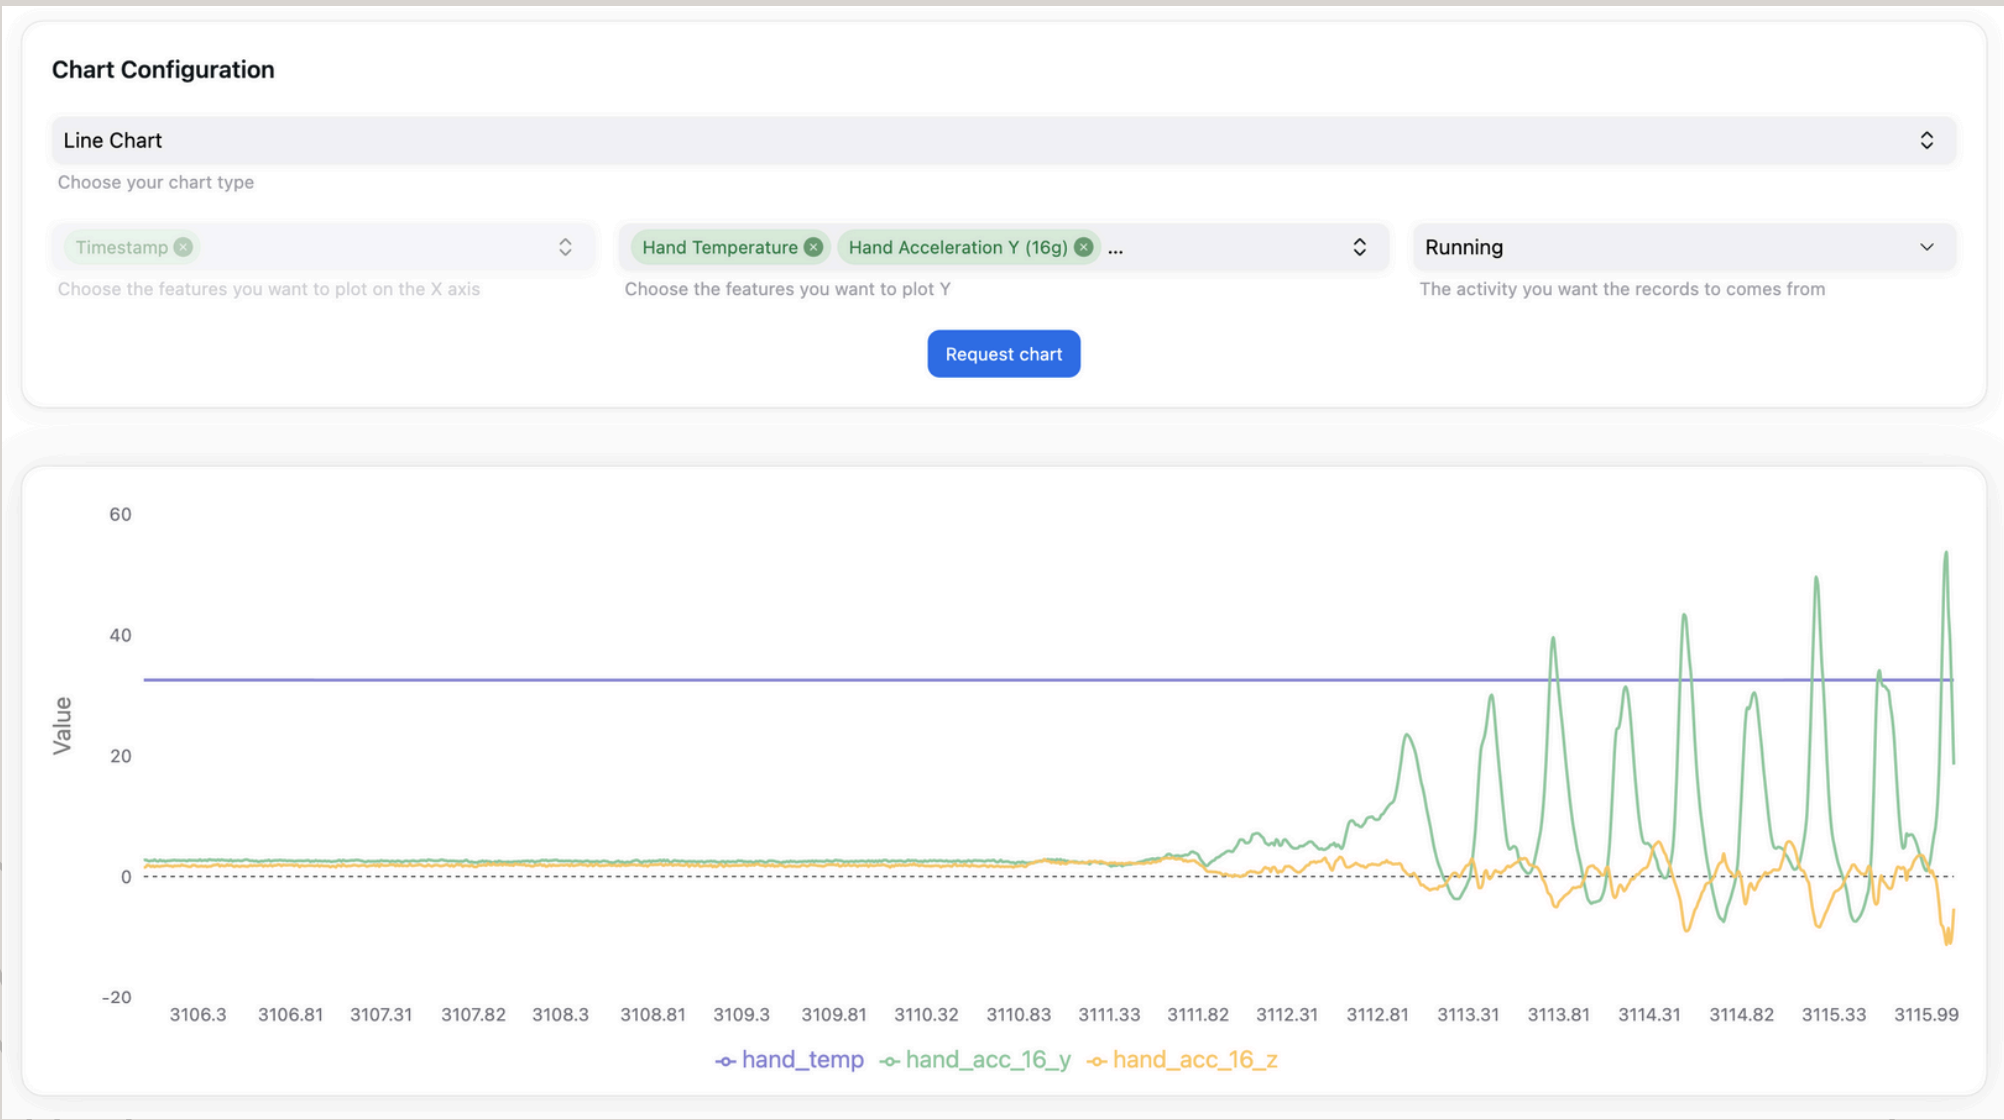 Chart Configuration
Line Chart
Choose your chart type
Timestamp Hand Temperature Hand Acceleration Y (16g) ... Running
Choose the features you want to plot on the X axis Choose the features you want to plot Y The activity you want the records to comes from
Request chart
60
40
20
0
-20
Value
3106.3 3106.81 3107.31 3107.82 3108.3 3108.81 3109.3 3109.81 3110.32 3110.83 3111.33 3111.82 3112.31 3112.81 3113.31 3113.81 3114.31 3114.82 3115.33 3115.99
hand_temp hand_acc_16_y hand_acc_16_z